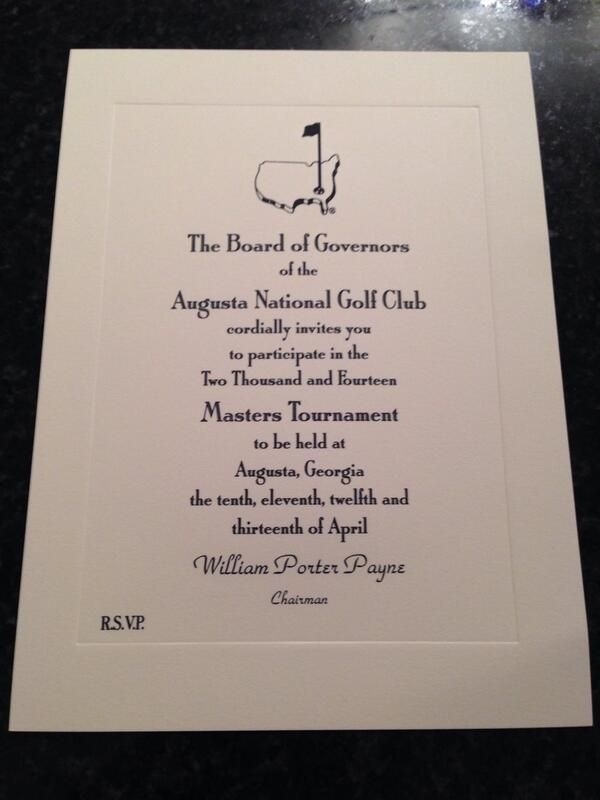 ®
The Board of Governors
of the
Augusta National Golf Club
cordially invites you
to participate in the
Two Thousand and Fourteen
Masters Tournament
to be held at
Augusta, Georgia
the tenth, eleventh, twelfth and
thirteenth of April
William Porter Payne
Chairman
R.S.V.P.